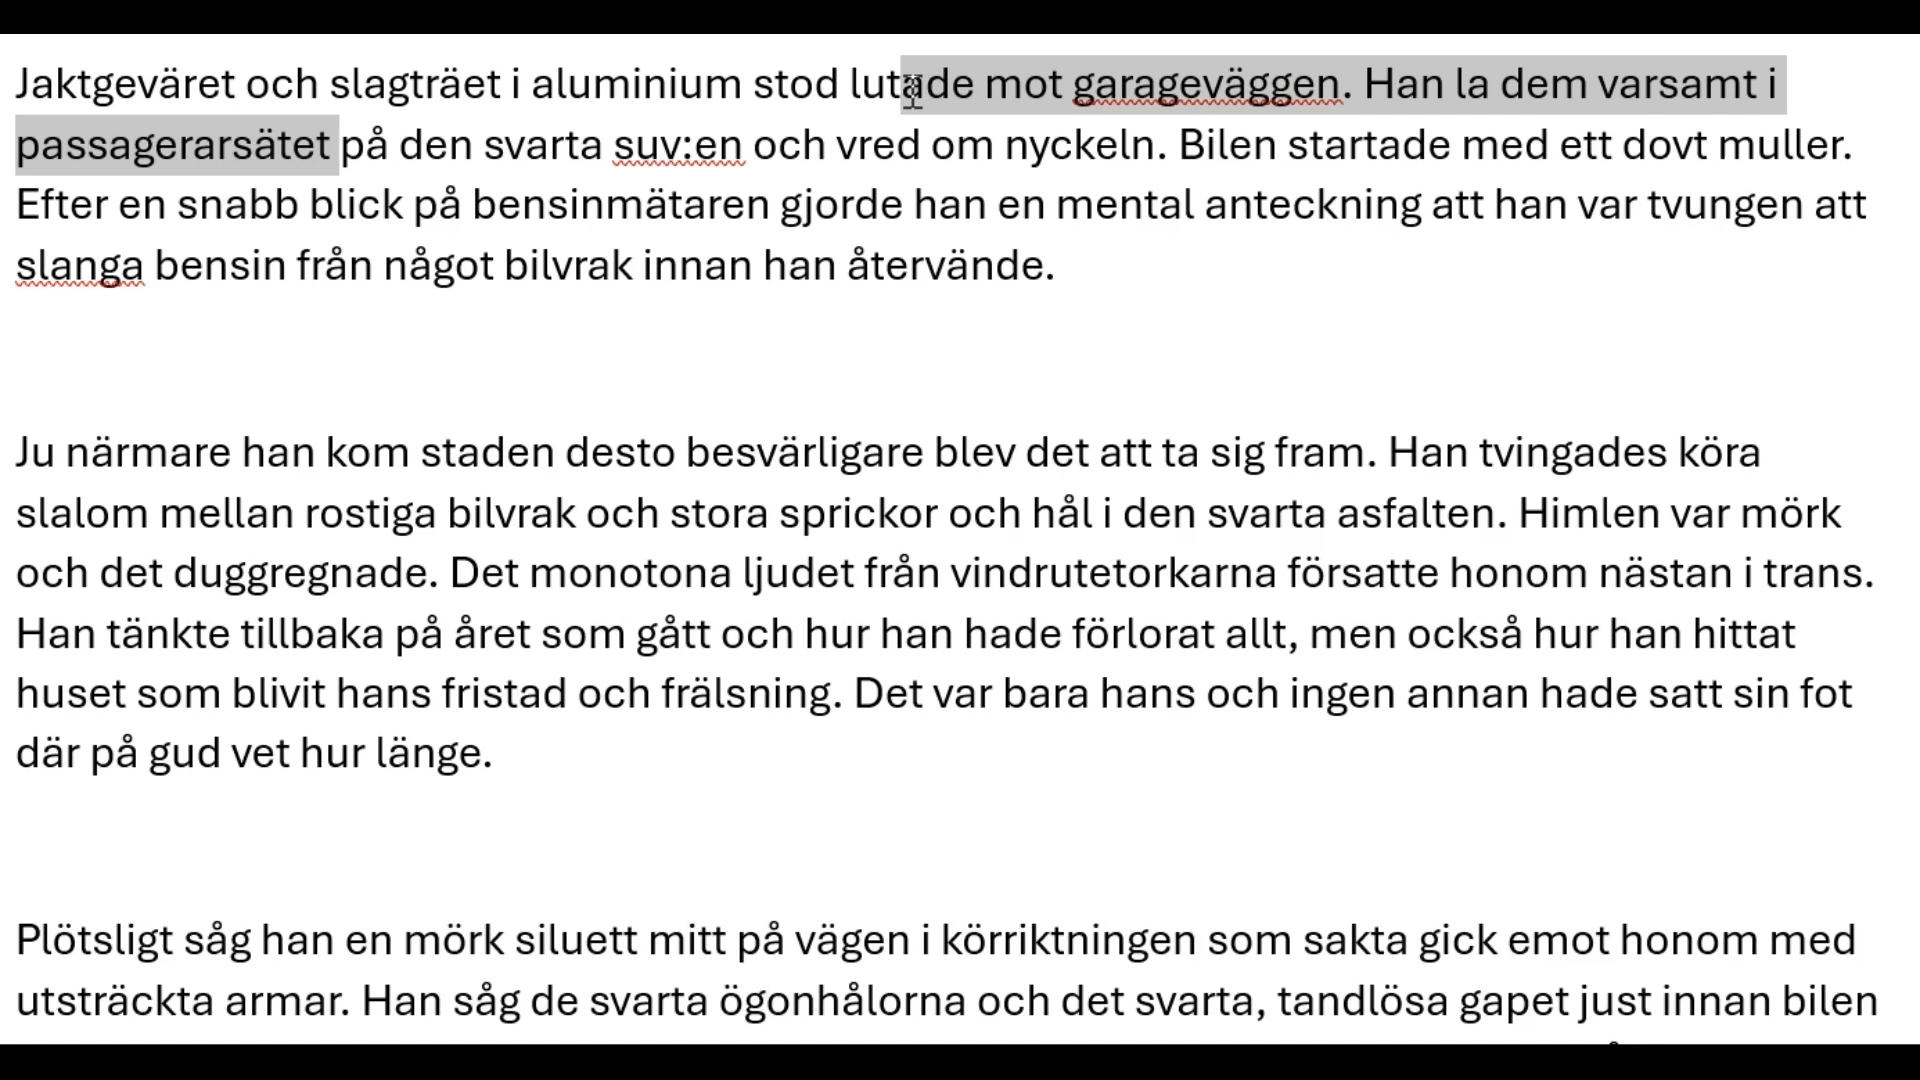 Jaktgeväret och slagträet i aluminium stod lutade mot garageväggen. Han la dem varsamt i
passagerarsätet på den svarta suv:en och vred om nyckeln. Bilen startade med ett dovt muller.
Efter en snabb blick på bensinmätaren gjorde han en mental anteckning att han var tvungen att
slanga bensin från något bilvrak innan han återvände.
Ju närmare han kom staden desto besvärligare blev det att ta sig fram. Han tvingades köra
slalom mellan rostiga bilvrak och stora sprickor och hål i den svarta asfalten. Himlen var mörk
och det duggregnade. Det monotona ljudet från vindrutetorkarna försatte honom nästan i trans.
Han tänkte tillbaka på året som gått och hur han hade förlorat allt, men också hur han hittat
huset som blivit hans fristad och frälsning. Det var bara hans och ingen annan hade satt sin fot
där på gud vet hur länge.
Plötsligt såg han en mörk siluett mitt på vägen i körriktningen som sakta gick emot honom med
utsträckta armar. Han såg de svarta ögonhålorna och det svarta, tandlösa gapet just innan bilen